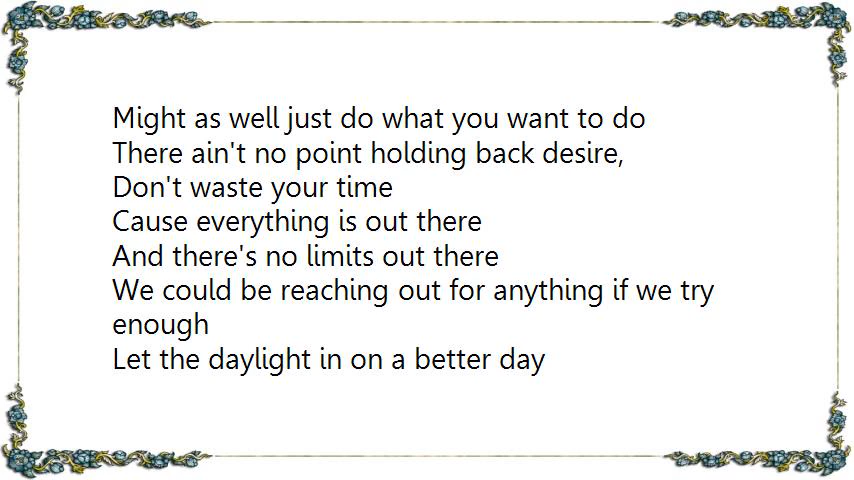 Might as well just do what you want to do
There ain't no point holding back desire,
Don't waste your time
Cause everything is out there
And there's no limits out there
We could be reaching out for anything if we try
enough
Let the daylight in on a better day